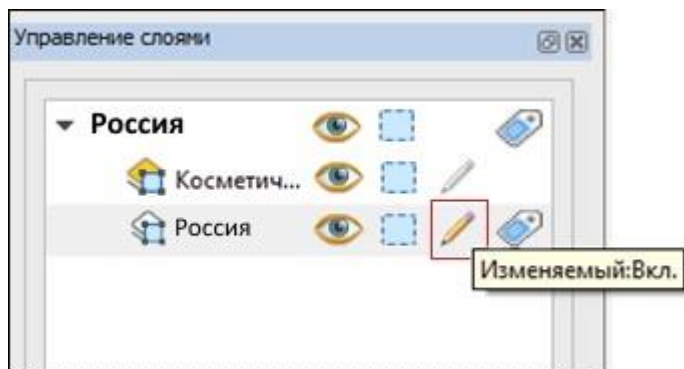 Управление слоями
Россия
Косметич...
Россия
Изменяемый:Вкл.